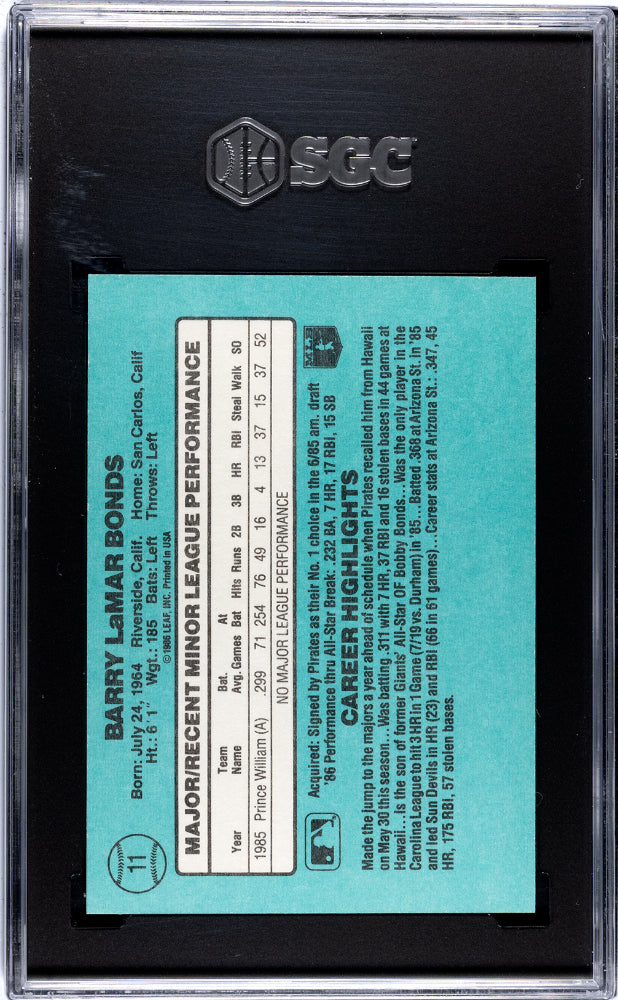 SGC
11
BARRY LaMAR BONDS
Born: July 24, 1964 Riverside, Calif. Home: San Carlos, Calif
Ht.: 6'1" Wgt.: 185 Bats: Left Throws: Left
©1986 LEAF, INC. Printed in USA
MAJOR/RECENT MINOR LEAGUE PERFORMANCE
Team Bat. At
Year Name Avg. Games Bat Hits Runs 2B 3B HR RBI Steal Walk SO
1985 Prince William (A) .299 71 254 76 49 16 4 13 37 15 37 52
NO MAJOR LEAGUE PERFORMANCE
Acquired: Signed by Pirates as their No. 1 choice in the 6/85 am. draft
'86 Performance thru All-Star Break: .232 BA, 7 HR, 17 RBI, 15 SB
MLB
CAREER HIGHLIGHTS
Made the jump to the majors a year ahead of schedule when Pirates recalled him from Hawaii
on May 30 this season...Was batting .311 with 7 HR, 37 RBI and 16 stolen bases in 44 games at
Hawaii...Is the son of former Giants' All-Star OF Bobby Bonds...Was the only player in the
Carolina League to hit 3 HR in 1 Game (7/19 vs. Durham) in '85...Batted .368 at Arizona St. in '85
and led Sun Devils in HR (23) and RBI (66 in 61 games)...Career stats at Arizona St.: .347, 45
HR, 175 RBI, 57 stolen bases.